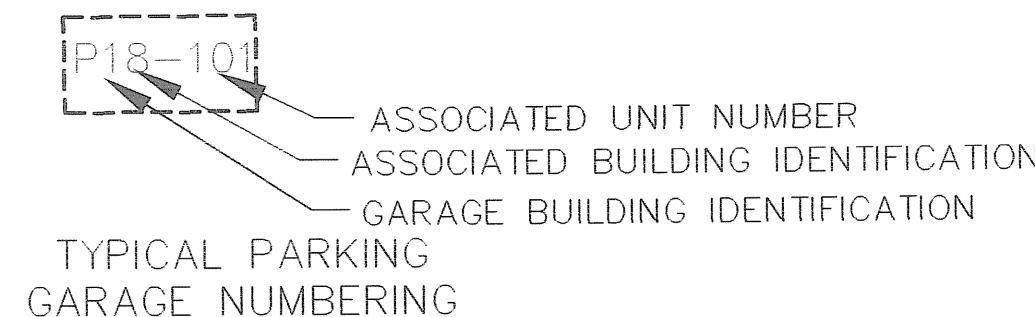 P18-101
ASSOCIATED UNIT NUMBER
ASSOCIATED BUILDING IDENTIFICATION
GARAGE BUILDING IDENTIFICATION
TYPICAL PARKING
GARAGE NUMBERING